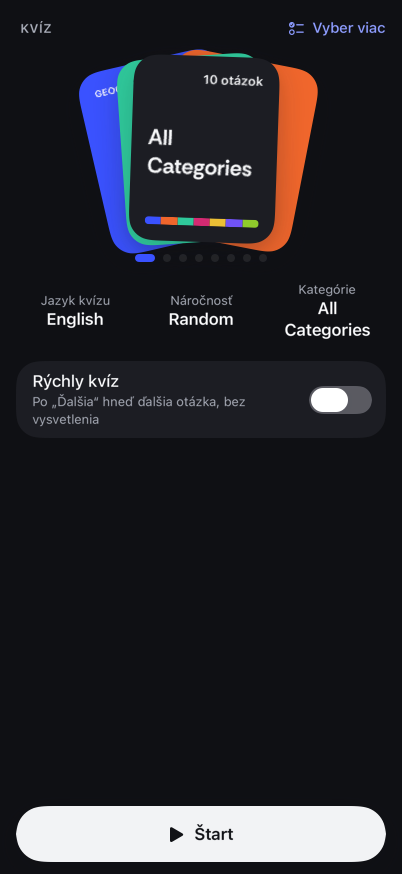 KVÍZ
Vyber viac
10 otázok
All
Categories
Jazyk kvízu
English
Náročnosť
Random
Kategórie
All
Categories
Rýchly kvíz
Po „Ďalšia“ hneď ďalšia otázka, bez
vysvetlenia
Štart